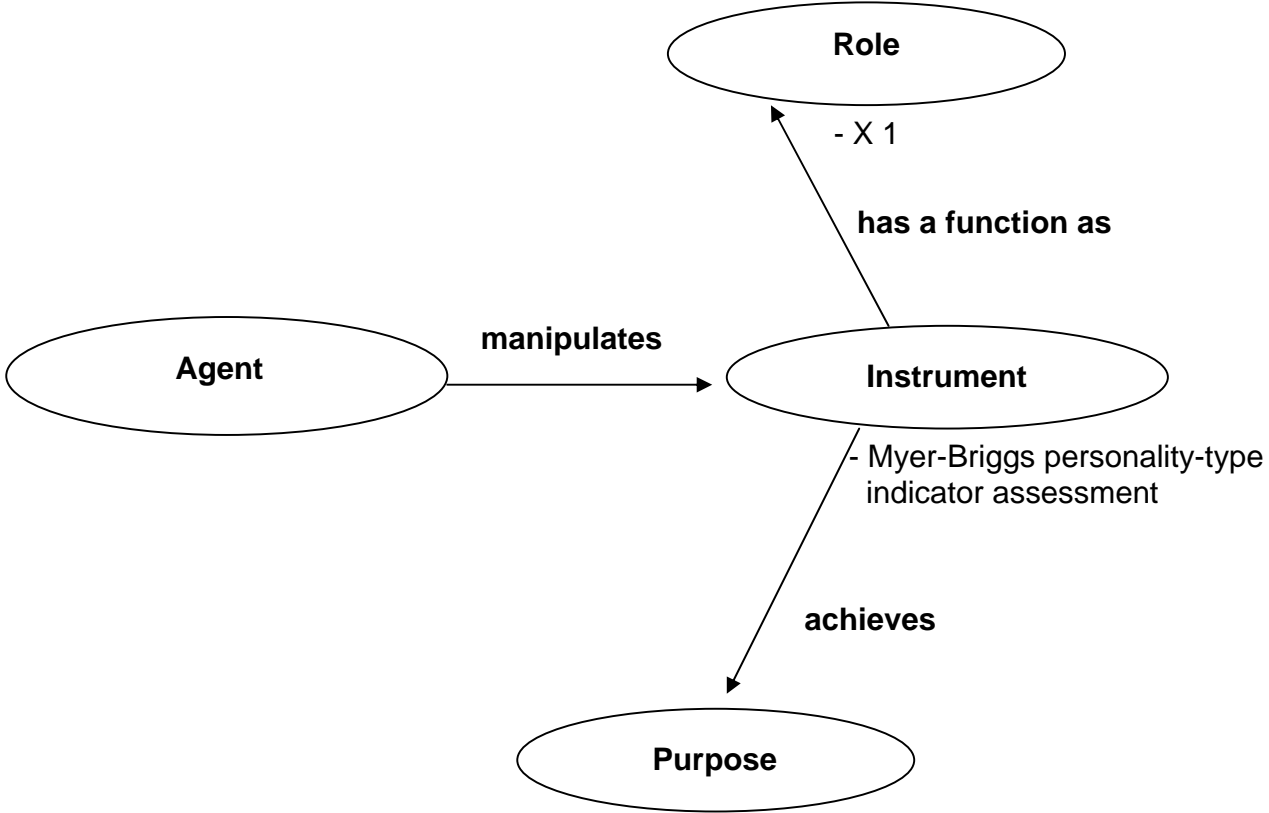 Role
- X 1
has a function as
manipulates
Agent
Instrument
- Myer-Briggs personality-type
indicator assessment
achieves
Purpose